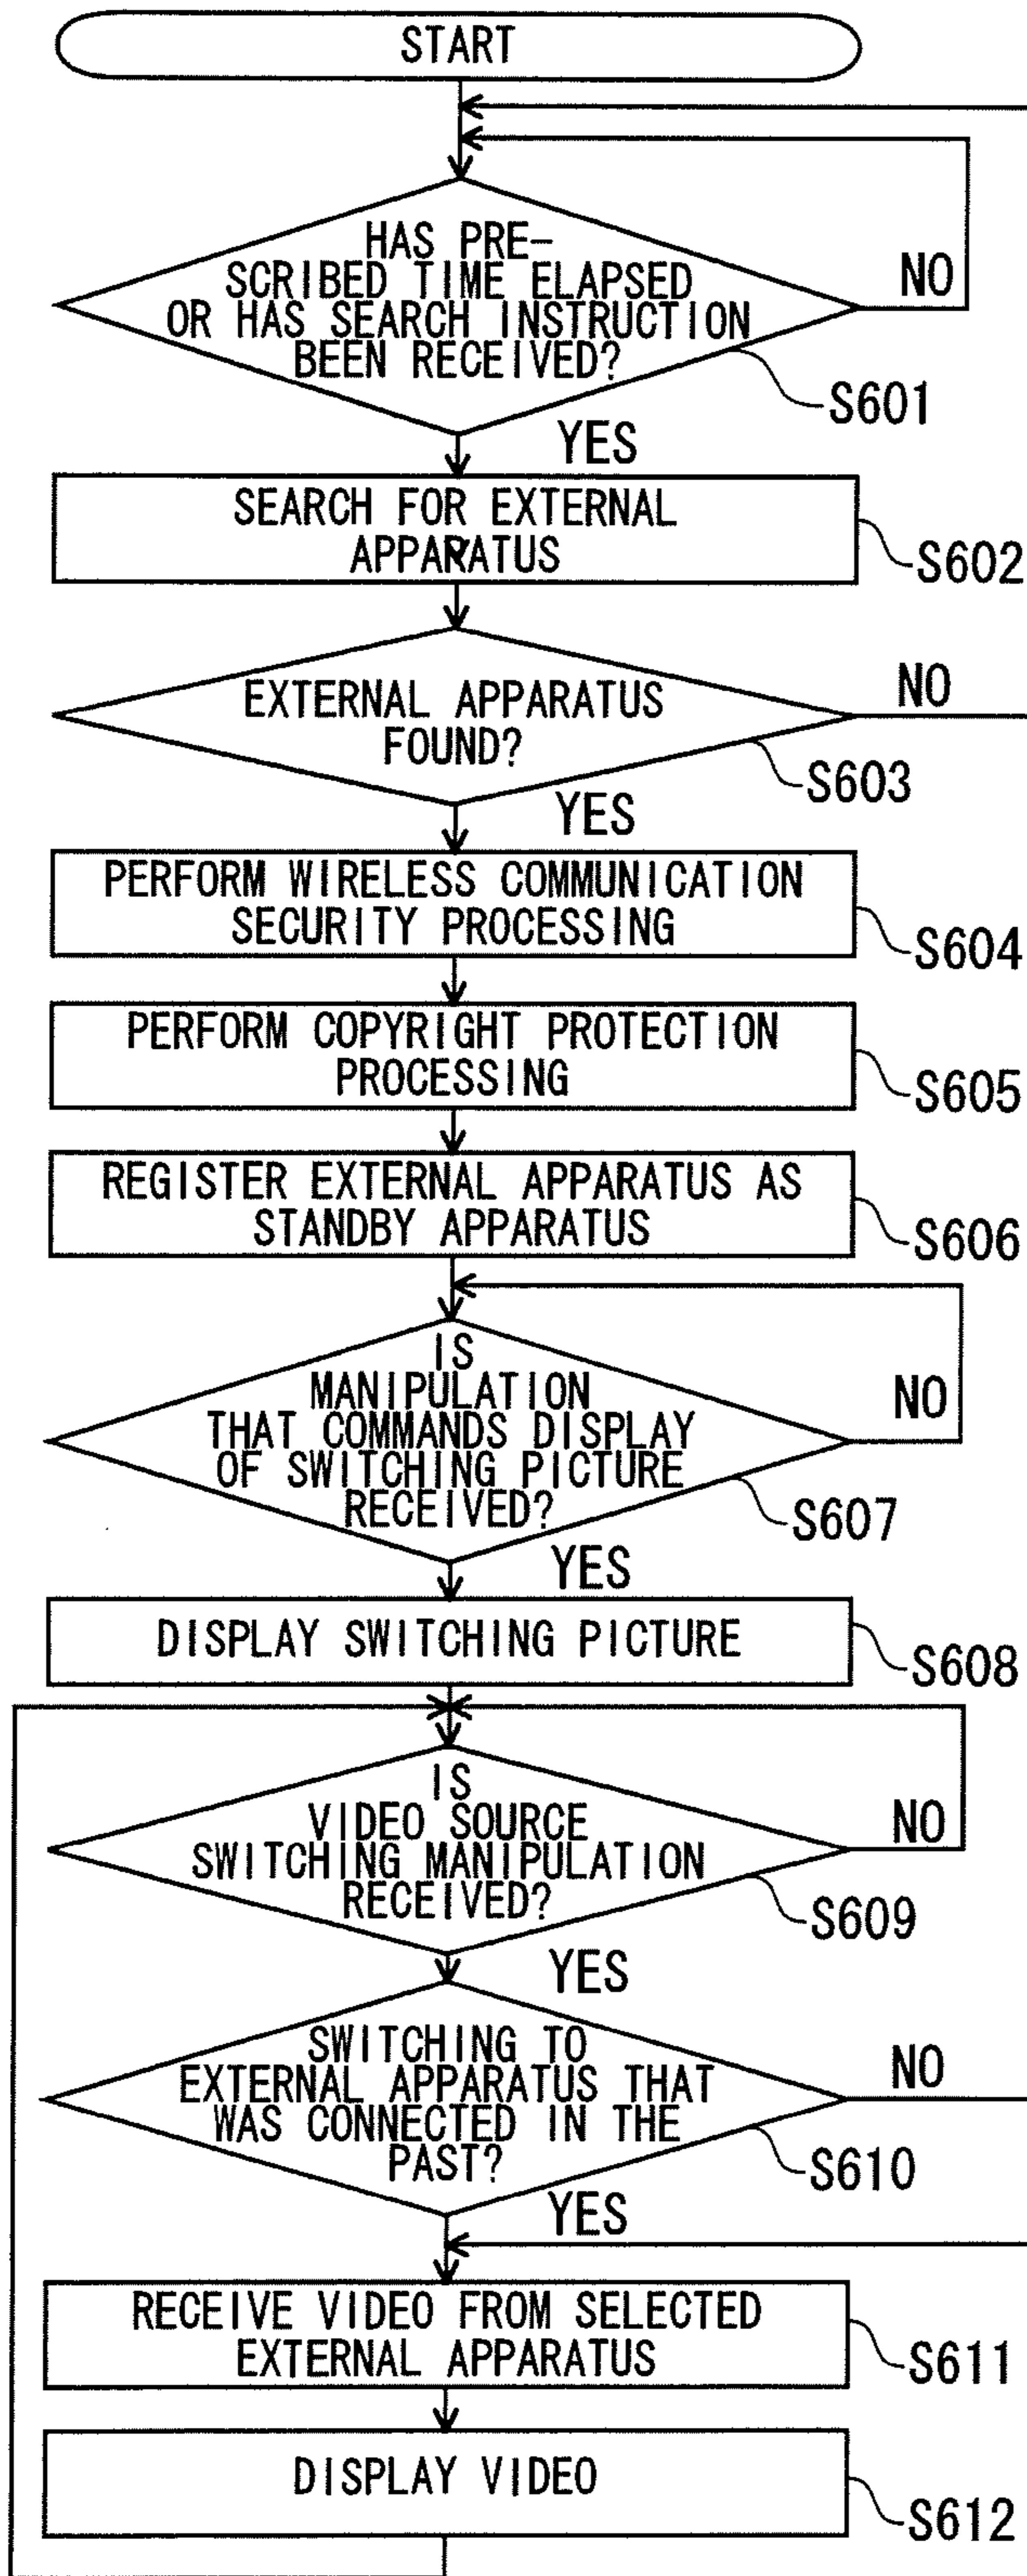 START
HAS PRE-
SCRIBED TIME ELAPSED
OR HAS SEARCH INSTRUCTION
BEEN RECEIVED?
NO
S601
YES
SEARCH FOR EXTERNAL
APPARATUS
S602
EXTERNAL APPARATUS
FOUND?
NO
S603
YES
PERFORM WIRELESS COMMUNICATION
SECURITY PROCESSING
S604
PERFORM COPYRIGHT PROTECTION
PROCESSING
S605
REGISTER EXTERNAL APPARATUS AS
STANDBY APPARATUS
S606
IS
MANIPULATION
THAT COMMANDS DISPLAY
OF SWITCHING PICTURE
RECEIVED?
NO
S607
YES
DISPLAY SWITCHING PICTURE
S608
IS
VIDEO SOURCE
SWITCHING MANIPULATION
RECEIVED?
NO
S609
YES
SWITCHING TO
EXTERNAL APPARATUS THAT
WAS CONNECTED IN THE
PAST?
NO
S610
YES
RECEIVE VIDEO FROM SELECTED
EXTERNAL APPARATUS
S611
DISPLAY VIDEO
S612